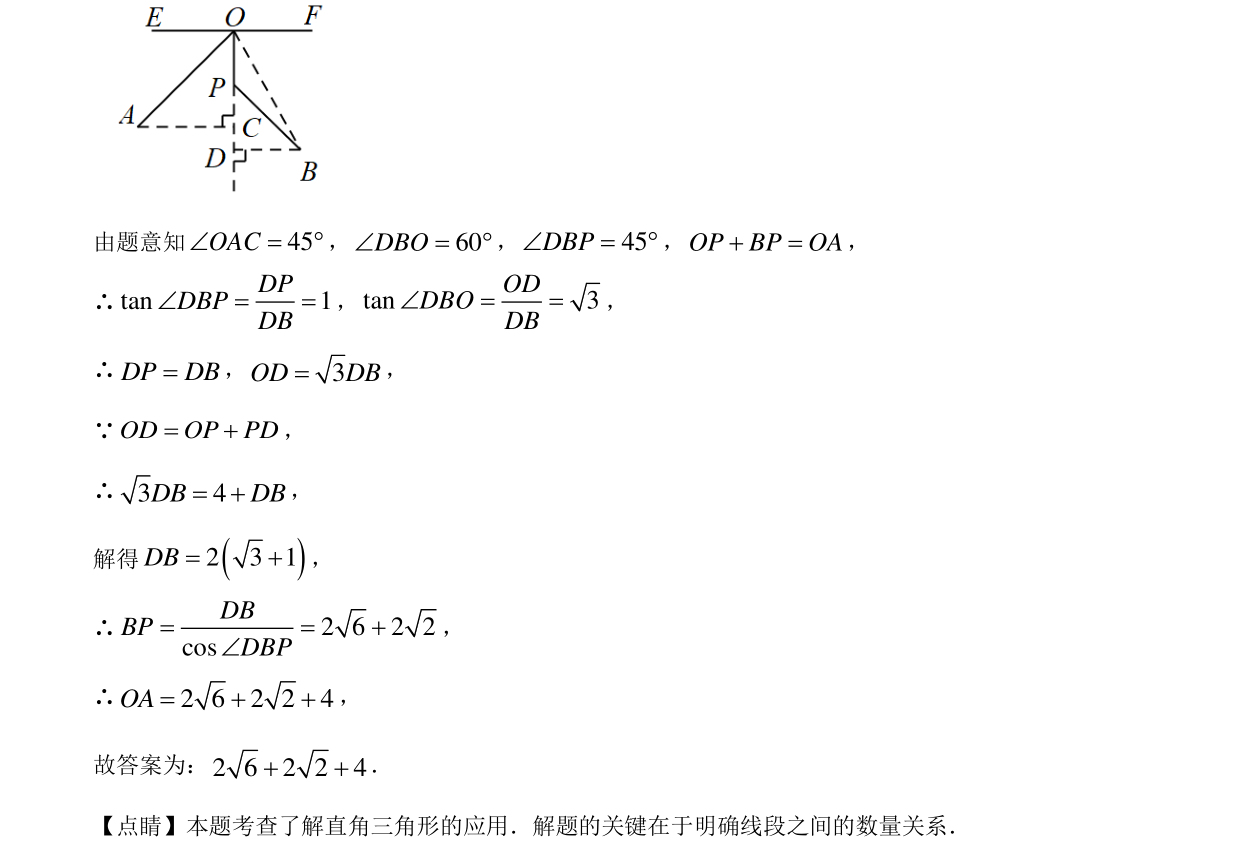 E O F
P
A
C
D
B
由题意知∠OAC = 45°，∠DBO = 60°，∠DBP = 45°，OP + BP = OA，
∴ tan ∠DBP = DP/DB = 1，tan ∠DBO = OD/DB = √3，
∴ DP = DB，OD = √3DB，
∵ OD = OP + PD，
∴ √3DB = 4 + DB，
解得 DB = 2(√3 + 1)，
∴ BP = DB/cos ∠DBP = 2√6 + 2√2，
∴ OA = 2√6 + 2√2 + 4，
故答案为：2√6 + 2√2 + 4．
【点睛】本题考查了解直角三角形的应用．解题的关键在于明确线段之间的数量关系．